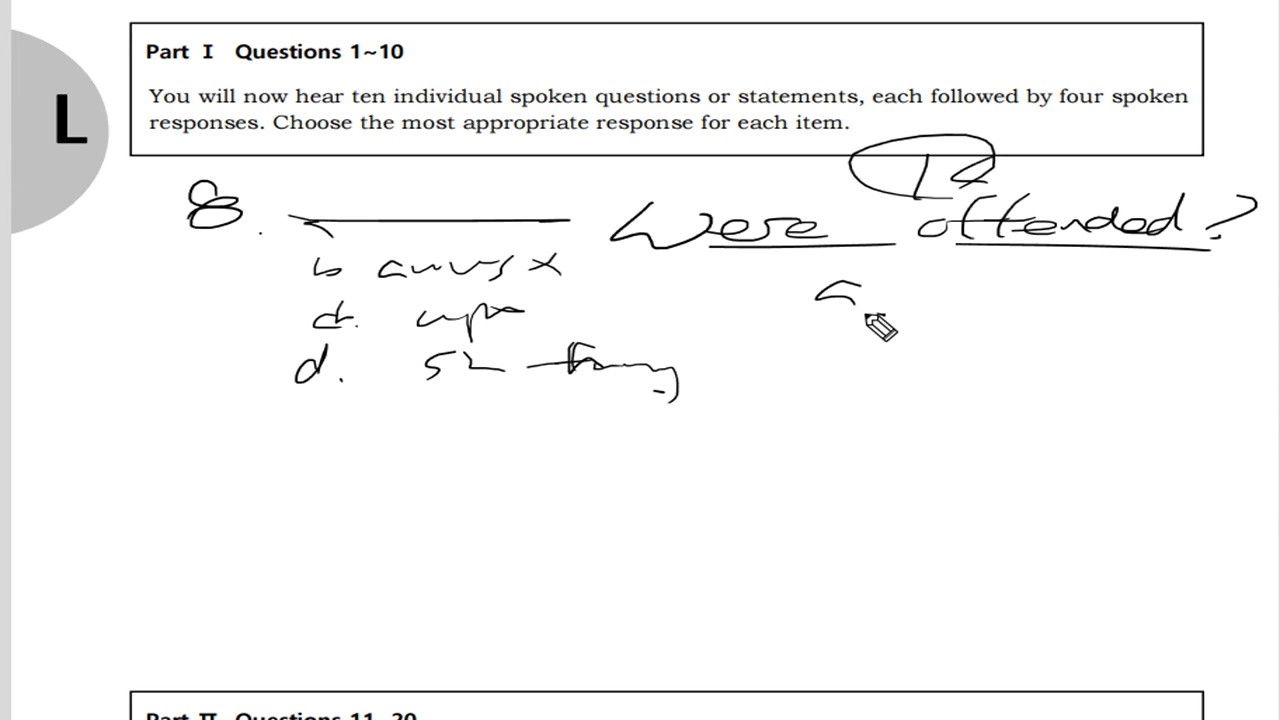 Part I Questions 1~10
You will now hear ten individual spoken questions or statements, each followed by four spoken
responses. Choose the most appropriate response for each item.
L
8. were offended?
b
d.
Part II Questions 11~20